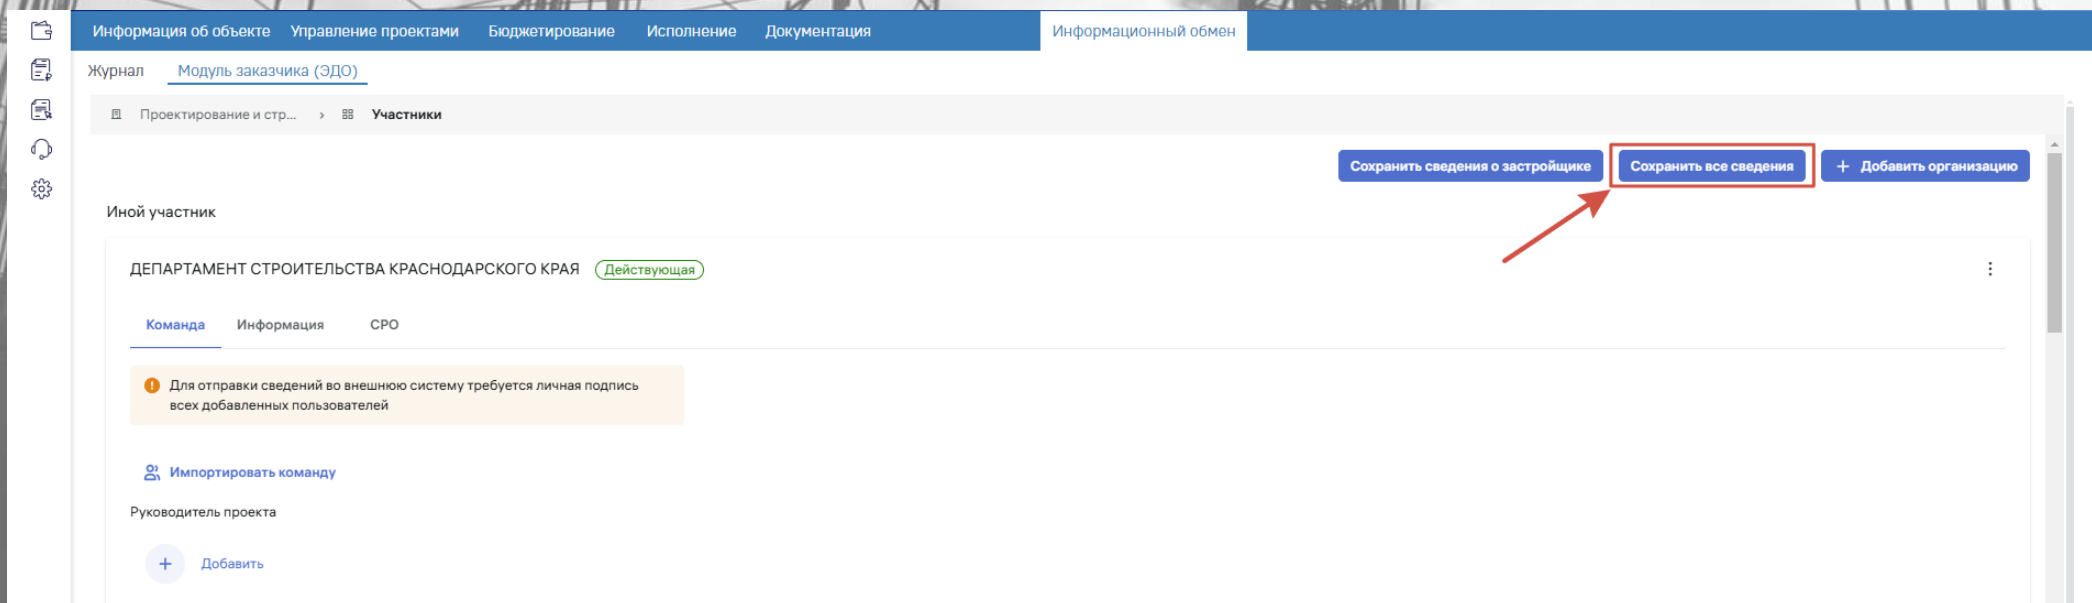 Информация об объекте Управление проектами Бюджетирование Исполнение Документация Информационный обмен
Журнал Модуль заказчика (ЭДО)
Проектирование и стр... › Участники
Сохранить сведения о застройщике Сохранить все сведения + Добавить организацию
Иной участник
ДЕПАРТАМЕНТ СТРОИТЕЛЬСТВА КРАСНОДАРСКОГО КРАЯ Действующая
Команда Информация СРО
Для отправки сведений во внешнюю систему требуется личная подпись
всех добавленных пользователей
Импортировать команду
Руководитель проекта
+ Добавить